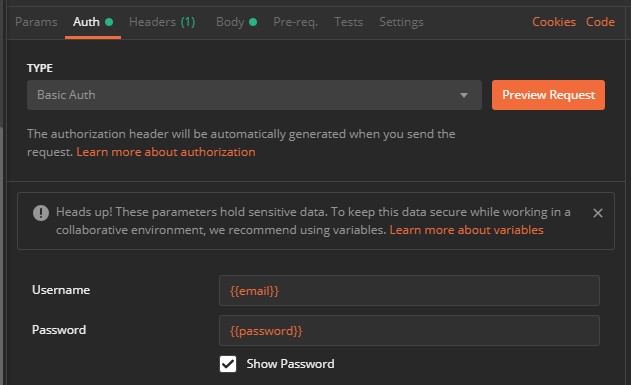 Params Auth Headers (1) Body Pre-req. Tests Settings Cookies Code
TYPE
Basic Auth Preview Request
The authorization header will be automatically generated when you send the
request. Learn more about authorization
Heads up! These parameters hold sensitive data. To keep this data secure while working in a
collaborative environment, we recommend using variables. Learn more about variables
Username {{email}}
Password {{password}}
Show Password